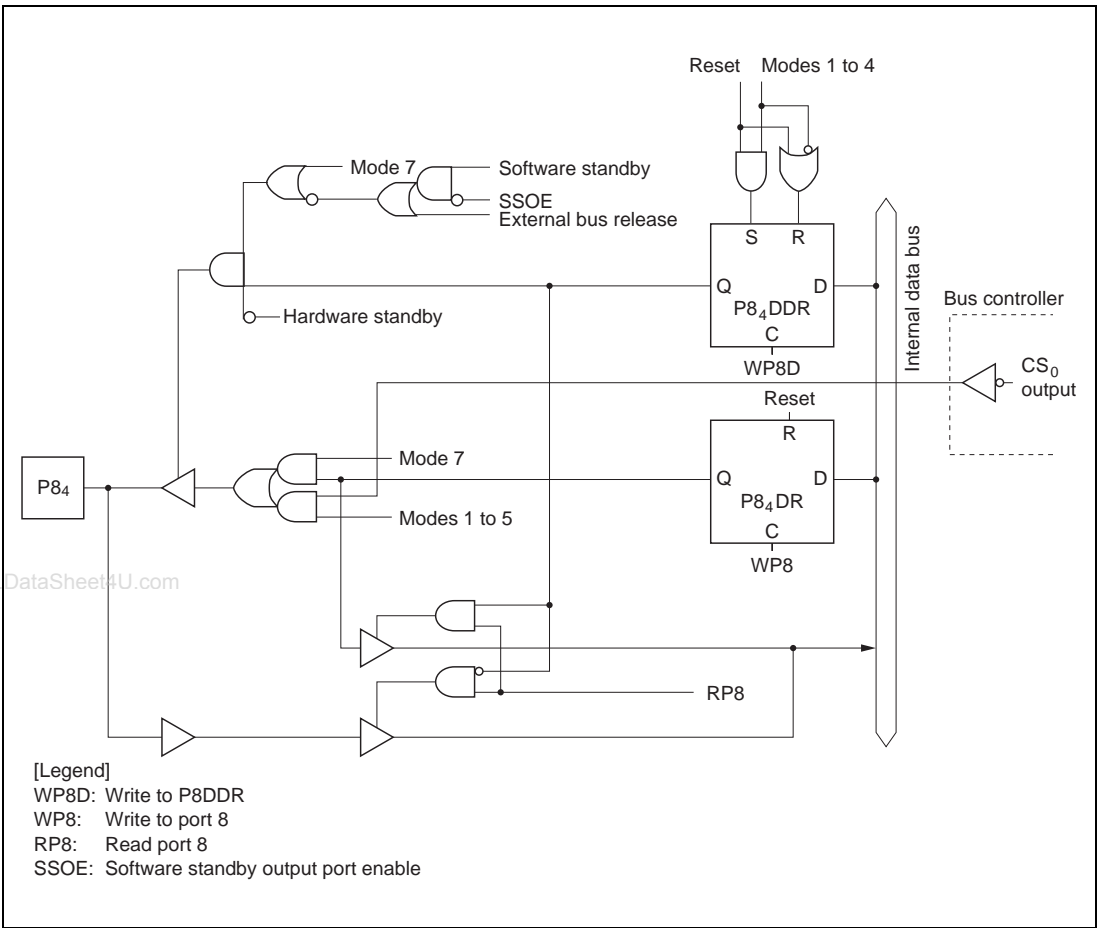 Reset Modes 1 to 4
Mode 7
Software standby
SSOE
External bus release
S R
Q D
P8₄DDR
C
WP8D
Hardware standby
Internal data bus
Bus controller
CS₀
output
Reset
R
Mode 7
Q D
P8₄DR
C
WP8
P8₄
Modes 1 to 5
DataSheet4U.com
RP8
[Legend]
WP8D: Write to P8DDR
WP8: Write to port 8
RP8: Read port 8
SSOE: Software standby output port enable